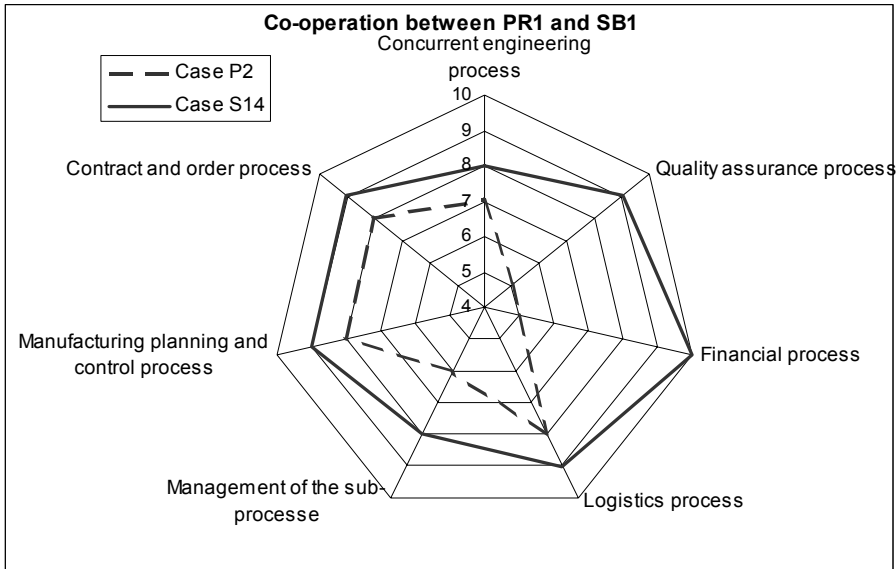 Co-operation between PR1 and SB1
Concurrent engineering
process
Case P2
Case S14
10
9
8
7
6
5
4
Contract and order process
Quality assurance process
Manufacturing planning and
control process
Financial process
Management of the sub-
processe
Logistics process